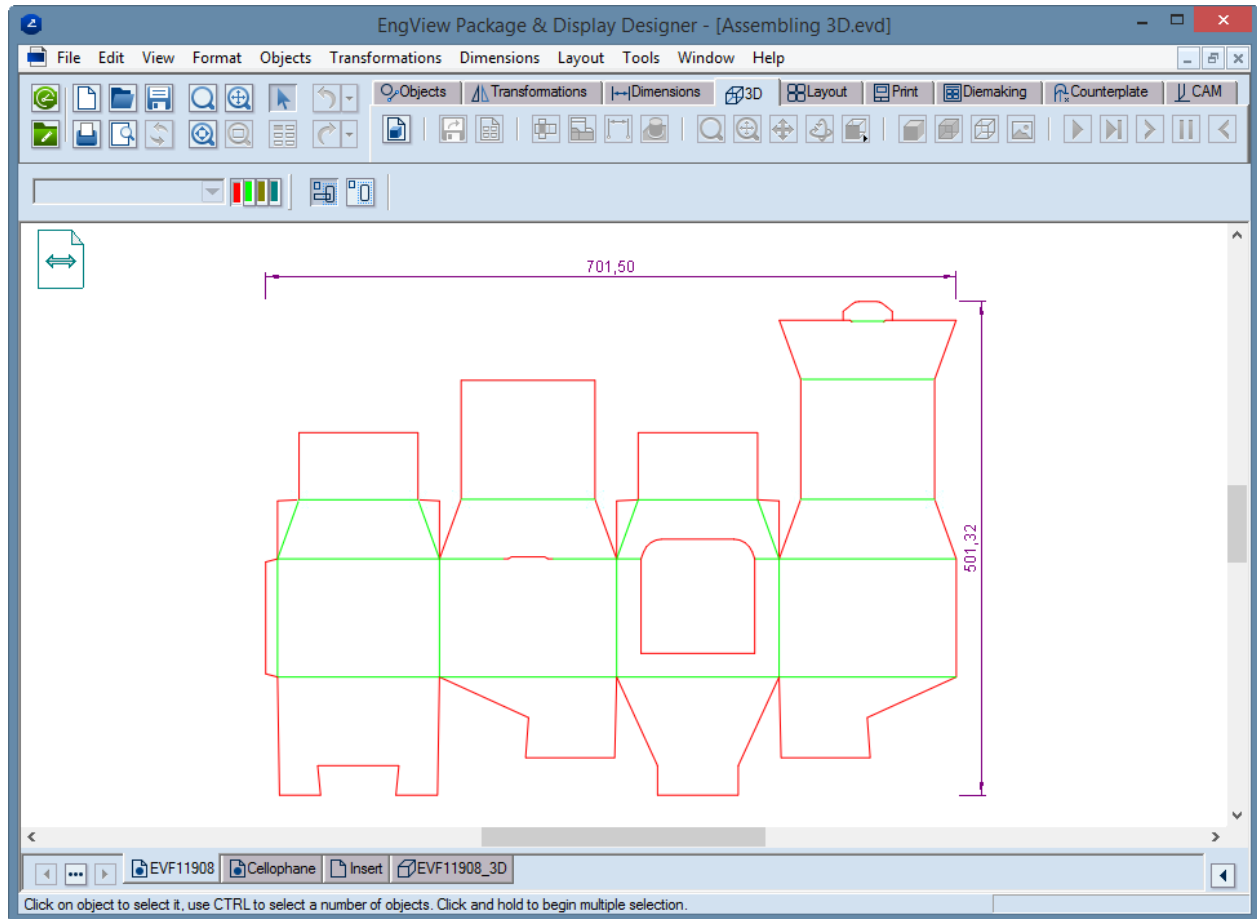 EngView Package & Display Designer - [Assembling 3D.evd]
File Edit View Format Objects Transformations Dimensions Layout Tools Window Help
Objects Transformations Dimensions 3D Layout Print Diemaking Counterplate CAM
701,50
501,32
EVF11908 Cellophane Insert EVF11908_3D
Click on object to select it, use CTRL to select a number of objects. Click and hold to begin multiple selection.